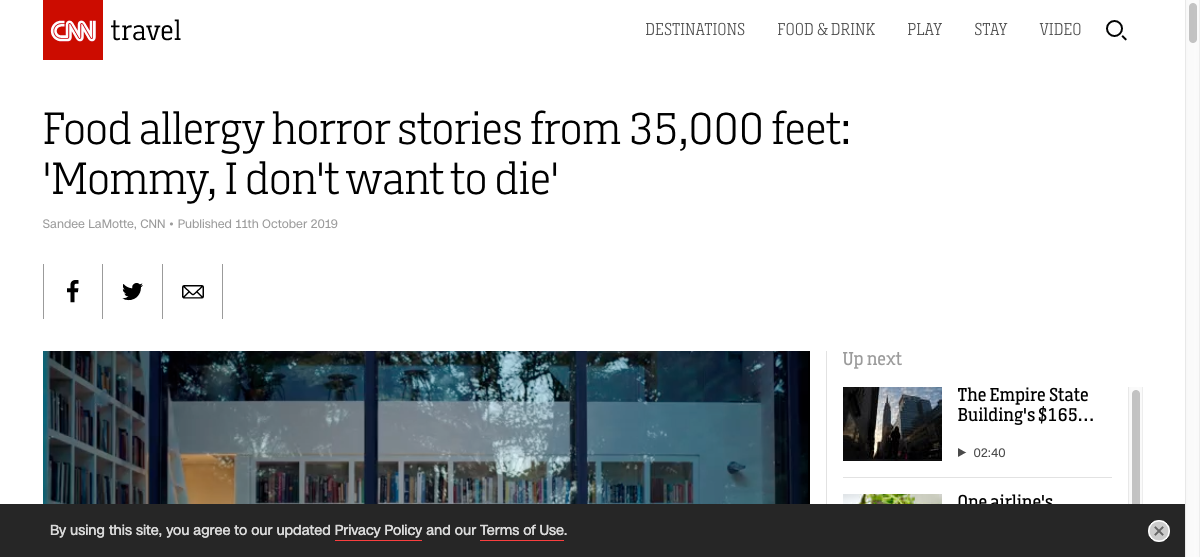 CNN travel
DESTINATIONS FOOD & DRINK PLAY STAY VIDEO
Food allergy horror stories from 35,000 feet:
'Mommy, I don't want to die'
Sandee LaMotte, CNN • Published 11th October 2019
Up next
The Empire State
Building's $165...
02:40
One airline's
By using this site, you agree to our updated Privacy Policy and our Terms of Use.